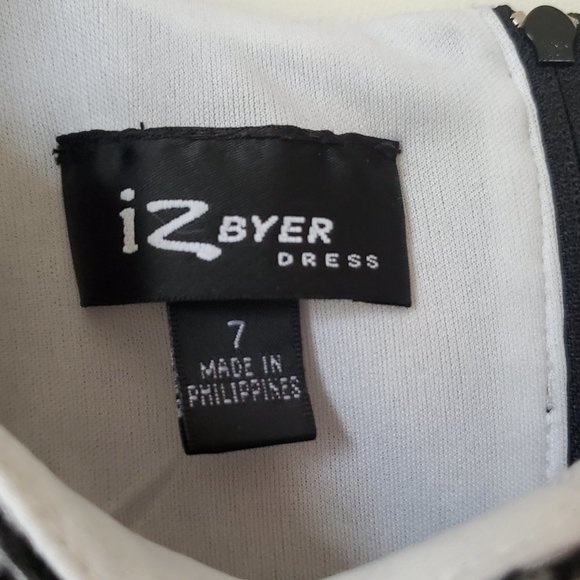 iz BYER
DRESS
7
MADE IN
PHILIPPINES